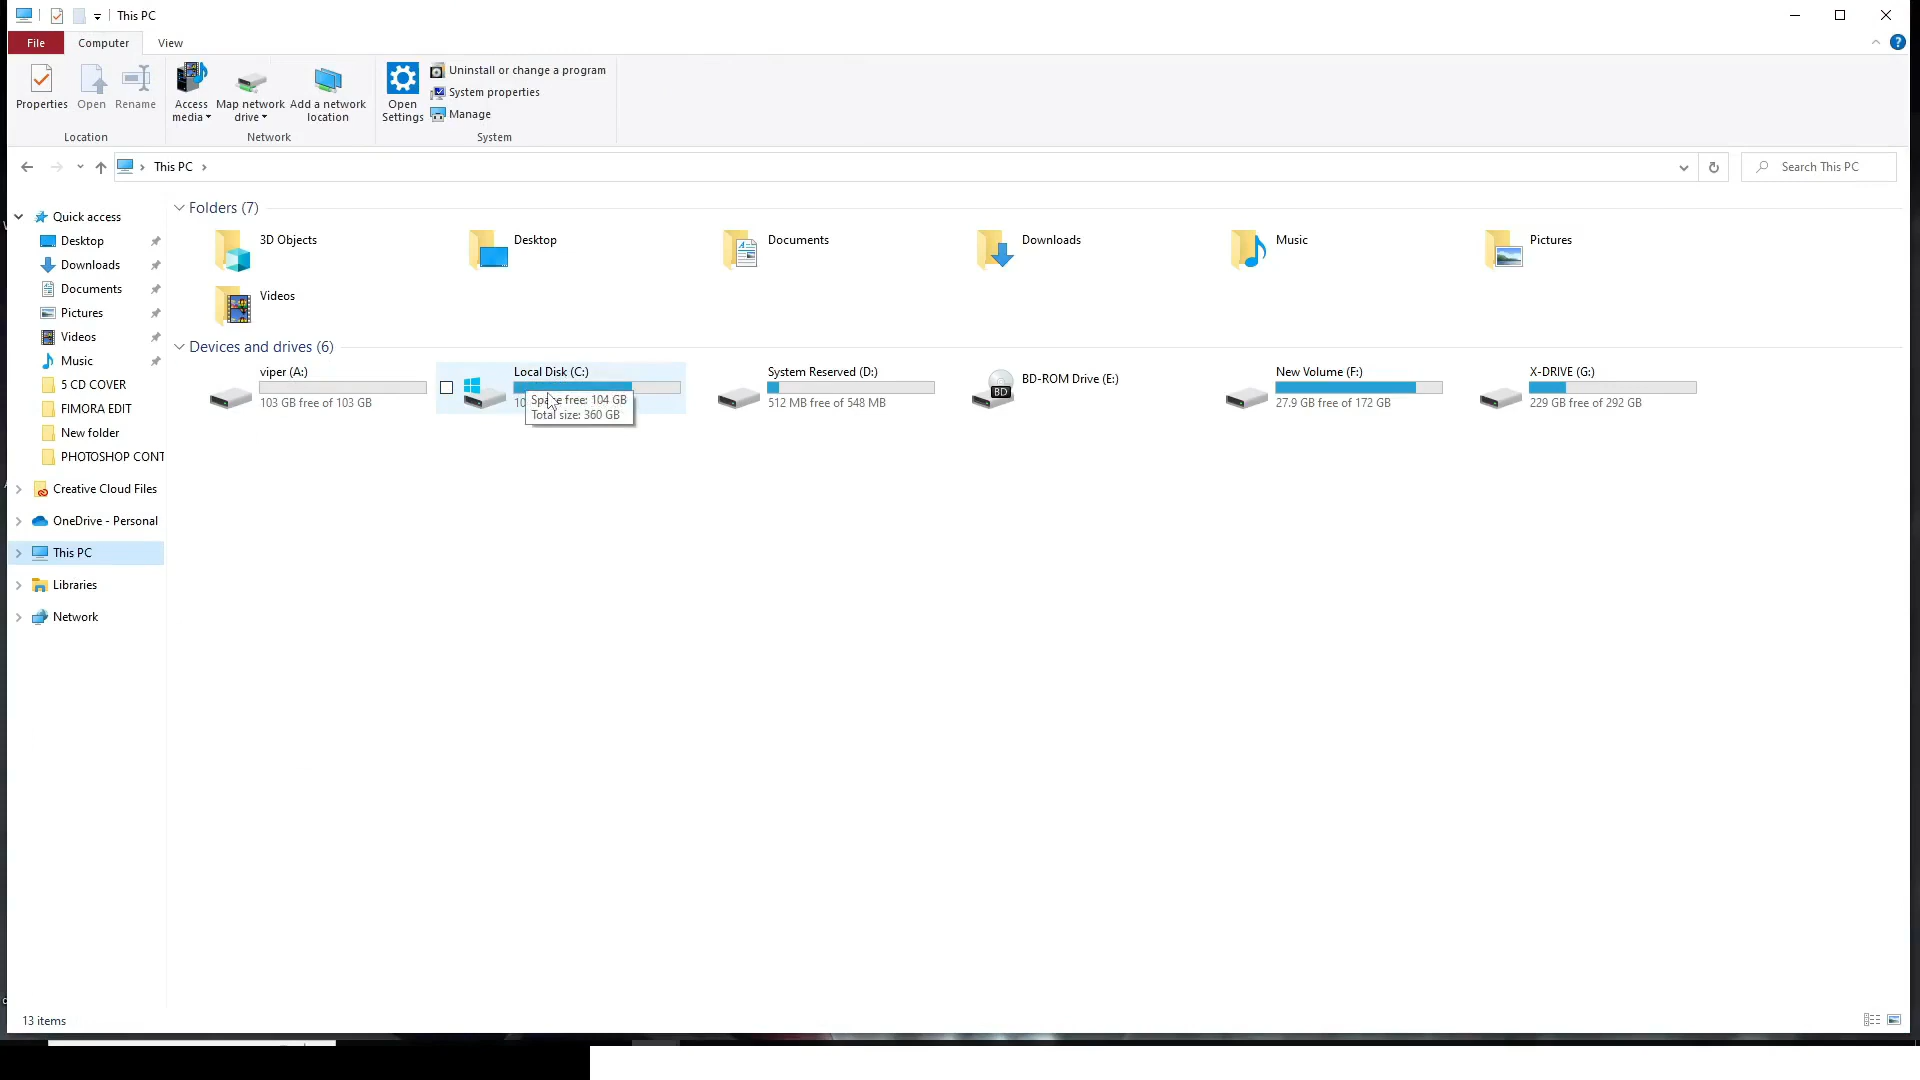 This PC
File
Computer
View
Properties
Open
Rename
Access media
Map network drive
Add a network location
Open Settings
Uninstall or change a program
System properties
Manage
Location
Network
System
This PC
Search This PC
Quick access
Desktop
Downloads
Documents
Pictures
Videos
Music
5 CD COVER
FIMORA EDIT
New folder
PHOTOSHOP CONT
Creative Cloud Files
OneDrive - Personal
This PC
Libraries
Network
Folders (7)
3D Objects
Desktop
Documents
Downloads
Music
Pictures
Videos
Devices and drives (6)
viper (A:)
103 GB free of 103 GB
Local Disk (C:)
10
Space free: 104 GB
Total size: 360 GB
System Reserved (D:)
512 MB free of 548 MB
BD-ROM Drive (E:)
BD
New Volume (F:)
27.9 GB free of 172 GB
X-DRIVE (G:)
229 GB free of 292 GB
13 items